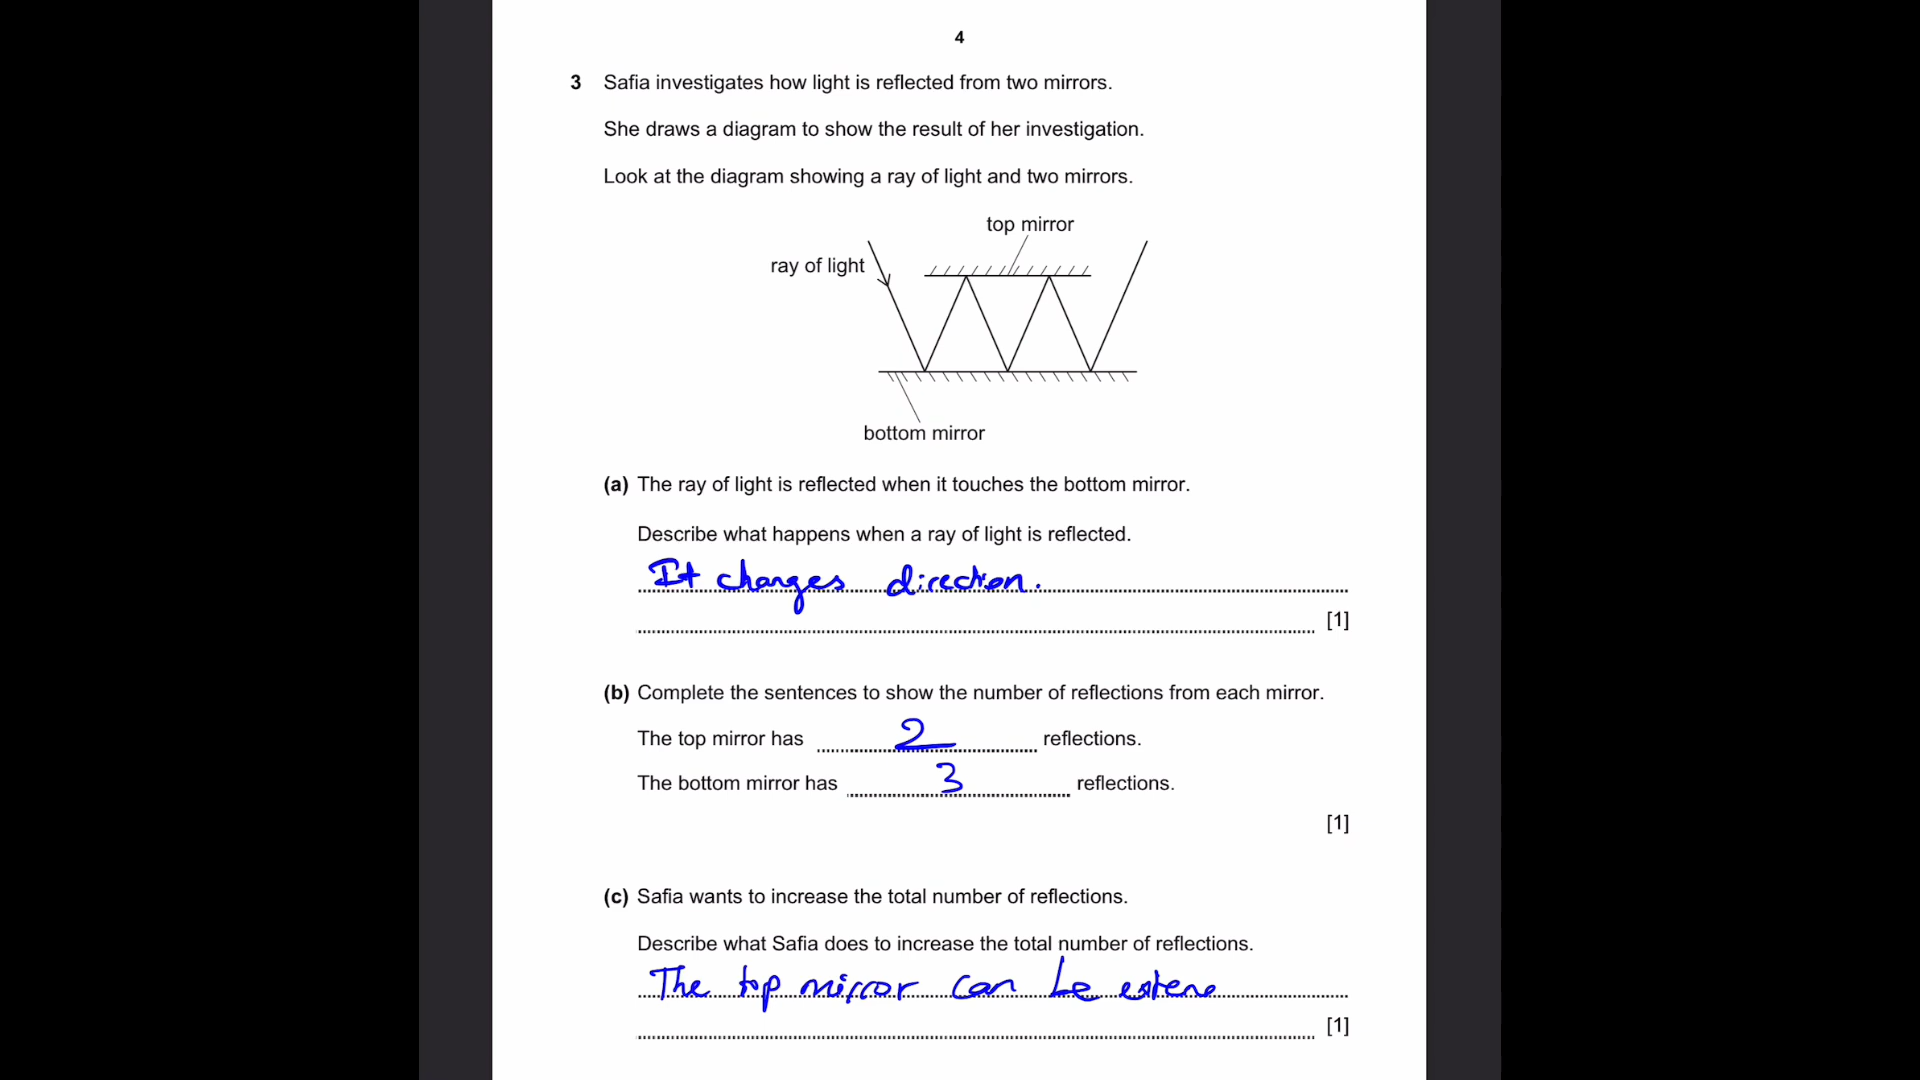 4
3 Safia investigates how light is reflected from two mirrors.
She draws a diagram to show the result of her investigation.
Look at the diagram showing a ray of light and two mirrors.
top mirror
ray of light
bottom mirror
(a) The ray of light is reflected when it touches the bottom mirror.
Describe what happens when a ray of light is reflected.
It changes direction.
[1]
(b) Complete the sentences to show the number of reflections from each mirror.
The top mirror has 2 reflections.
The bottom mirror has 3 reflections.
[1]
(c) Safia wants to increase the total number of reflections.
Describe what Safia does to increase the total number of reflections.
The top mirror can be extene
[1]